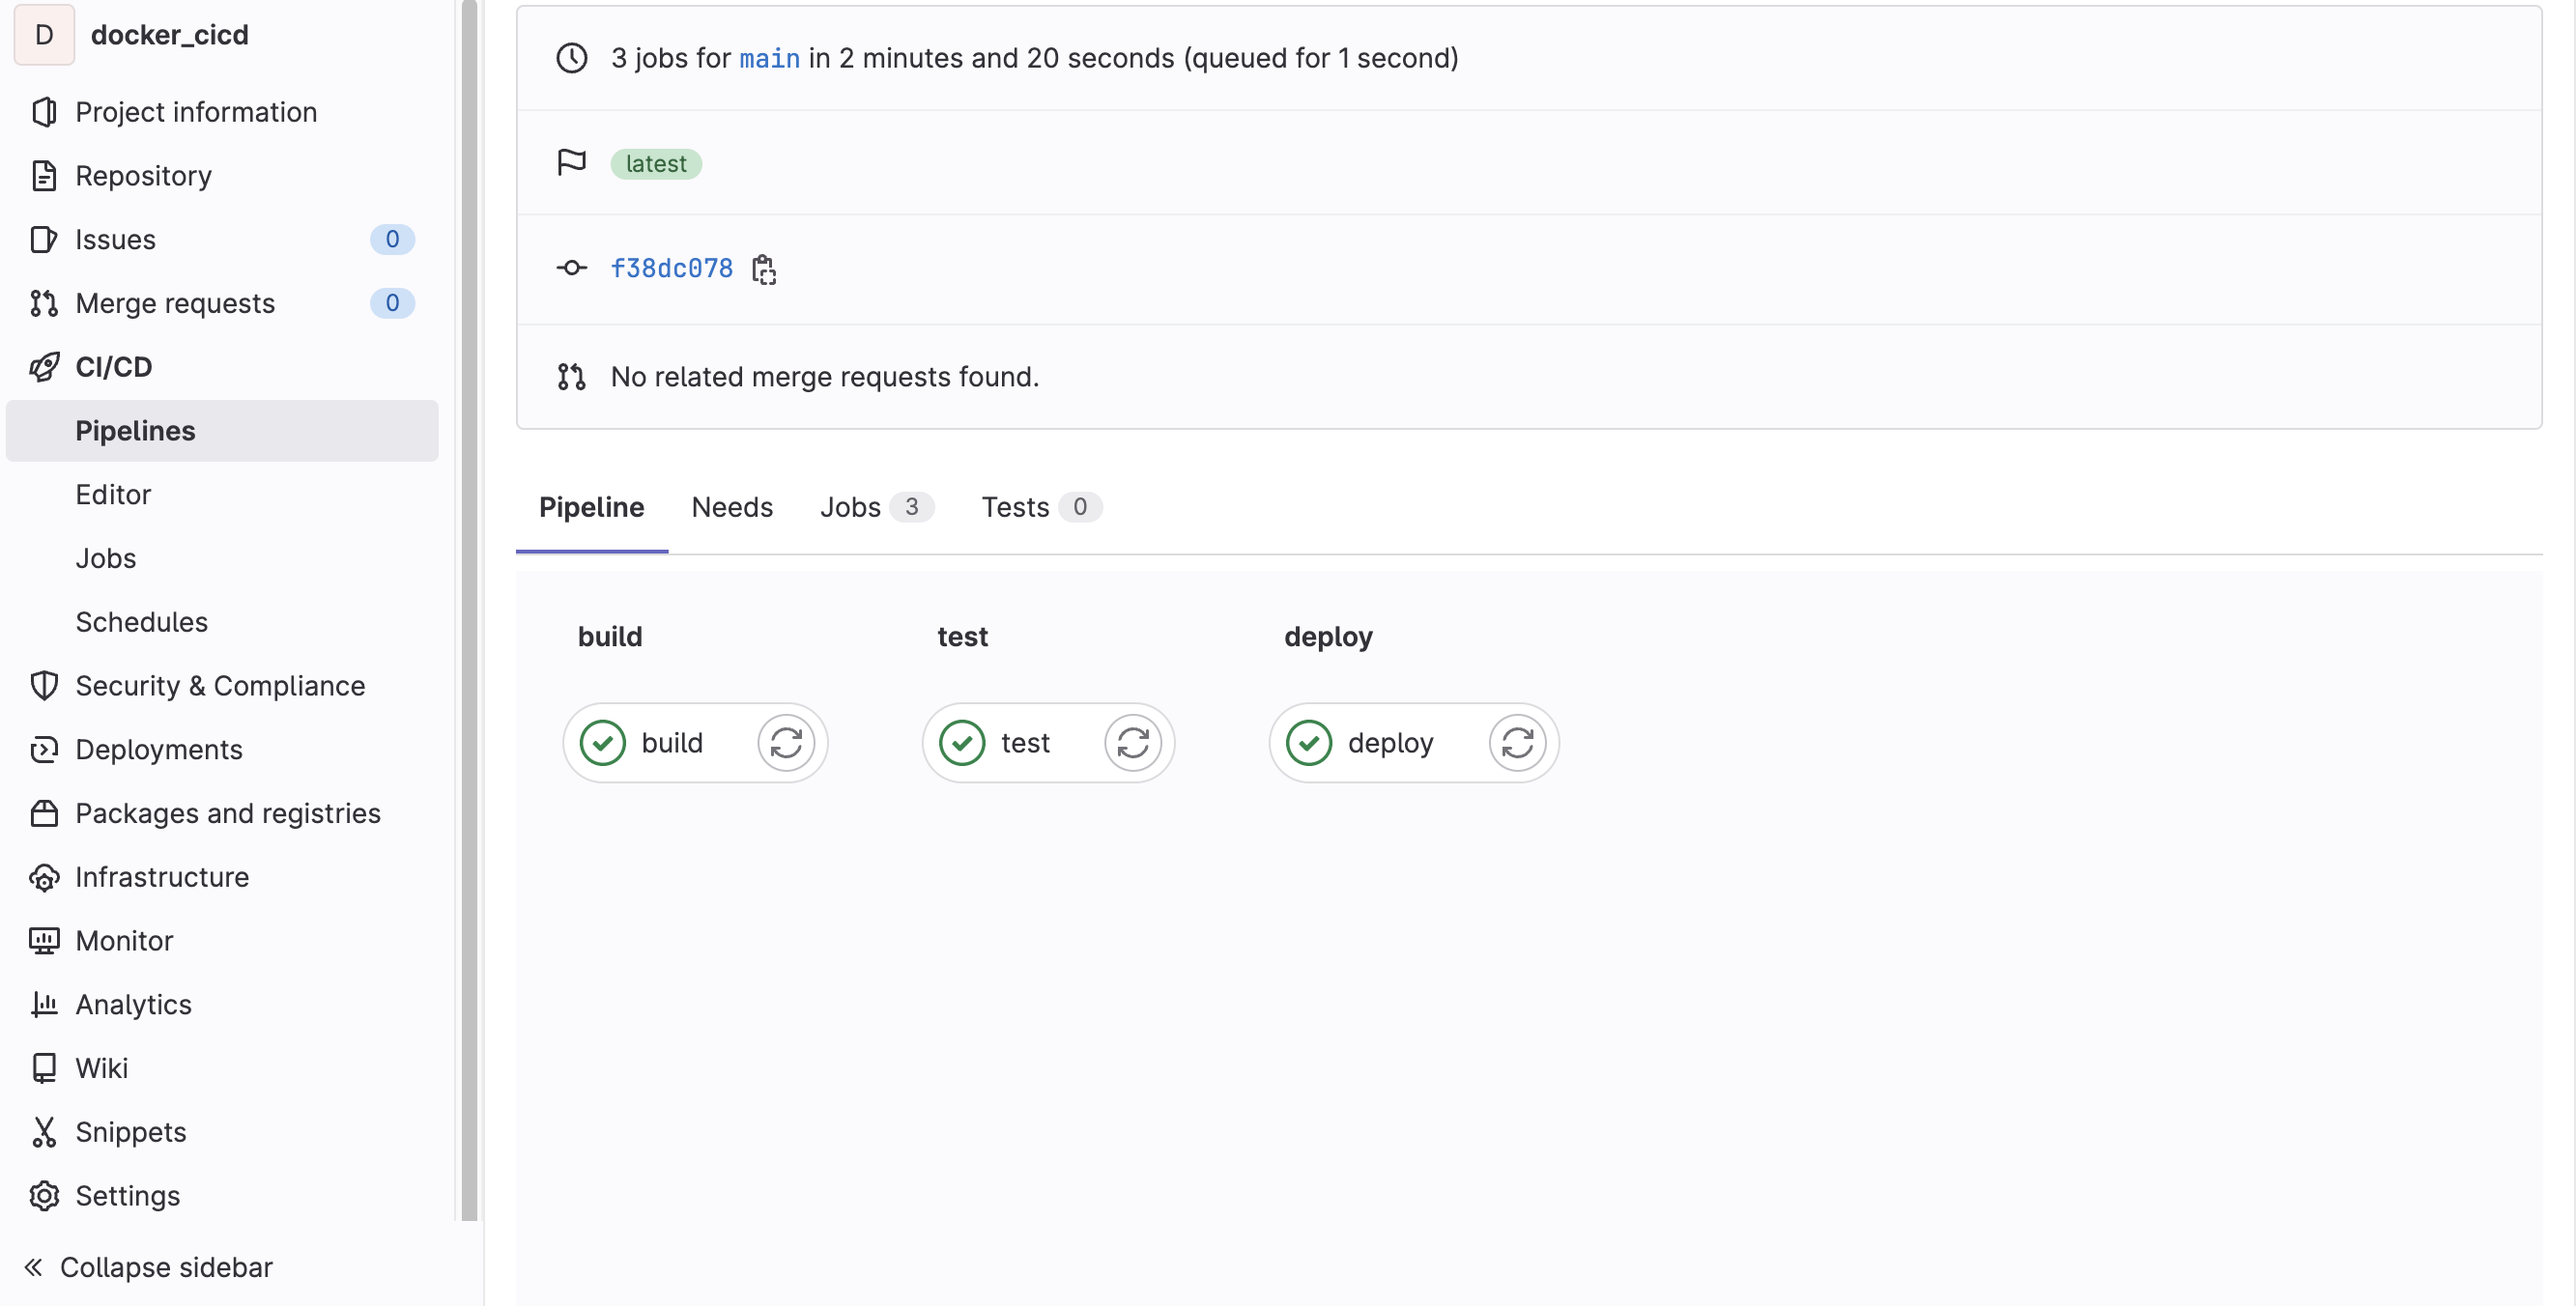 D docker_cicd
Project information
Repository
Issues 0
Merge requests 0
CI/CD
Pipelines
Editor
Jobs
Schedules
Security & Compliance
Deployments
Packages and registries
Infrastructure
Monitor
Analytics
Wiki
Snippets
Settings
Collapse sidebar
3 jobs for main in 2 minutes and 20 seconds (queued for 1 second)
latest
f38dc078
No related merge requests found.
Pipeline Needs Jobs 3 Tests 0
build test deploy
build test deploy